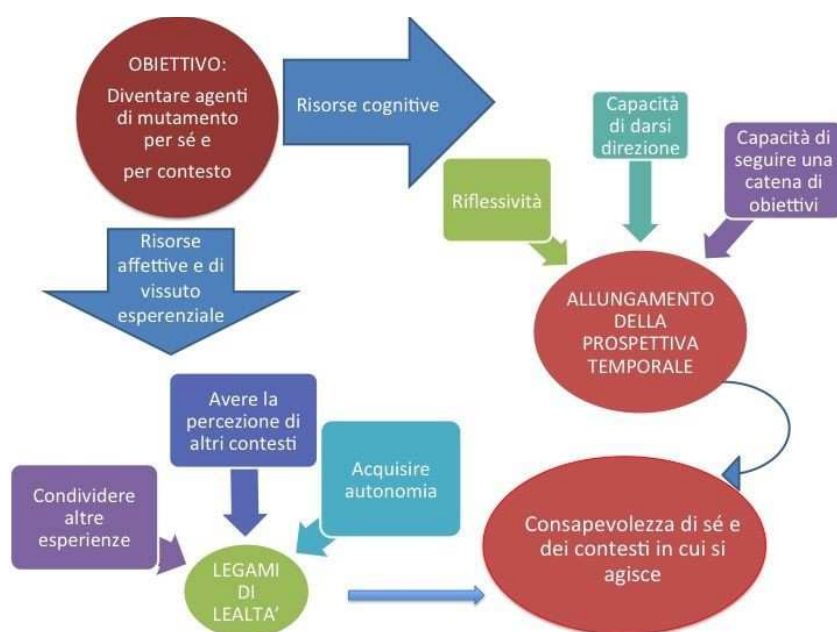 OBIETTIVO:
Diventare agenti
di mutamento
per sé e
per contesto
Risorse cognitive
Capacità
di darsi
direzione
Capacità di
seguire una
catena di
obiettivi
Riflessività
Risorse
affettive e di
vissuto
esperenziale
ALLUNGAMENTO
DELLA
PROSPETTIVA
TEMPORALE
Avere la
percezione di
altri contesti
Acquisire
autonomia
Condividere
altre
esperienze
LEGAMI
DI
LEALTA’
Consapevolezza di sé e
dei contesti in cui si
agisce